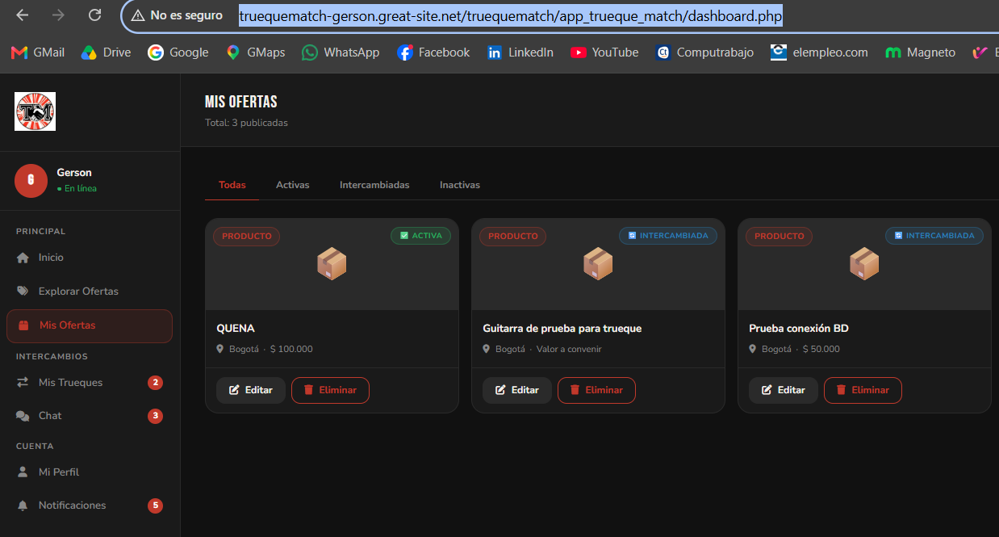 No es seguro truequematch-gerson.great-site.net/truequematch/app_trueque_match/dashboard.php
GMail Drive Google GMaps WhatsApp Facebook LinkedIn YouTube Computrabajo elempleo.com Magneto
TM
MIS OFERTAS
Total: 3 publicadas
G
Gerson
En línea
PRINCIPAL
Inicio
Explorar Ofertas
Mis Ofertas
INTERCAMBIOS
Mis Trueques 2
Chat 3
CUENTA
Mi Perfil
Notificaciones 5
Todas Activas Intercambiadas Inactivas
PRODUCTO ACTIVA
QUENA
Bogotá · $ 100.000
Editar Eliminar
PRODUCTO INTERCAMBIADA
Guitarra de prueba para trueque
Bogotá · Valor a convenir
Editar Eliminar
PRODUCTO INTERCAMBIADA
Prueba conexión BD
Bogotá · $ 50.000
Editar Eliminar